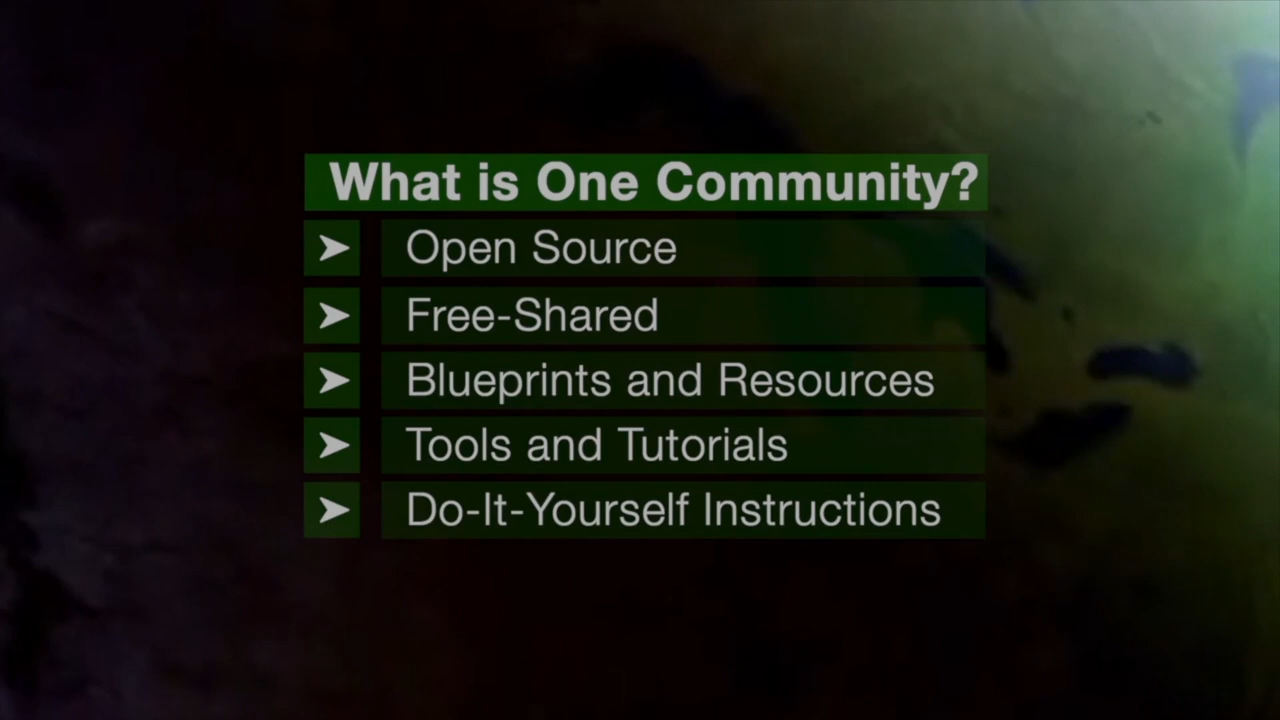 What is One Community?
Open Source
Free-Shared
Blueprints and Resources
Tools and Tutorials
Do-It-Yourself Instructions